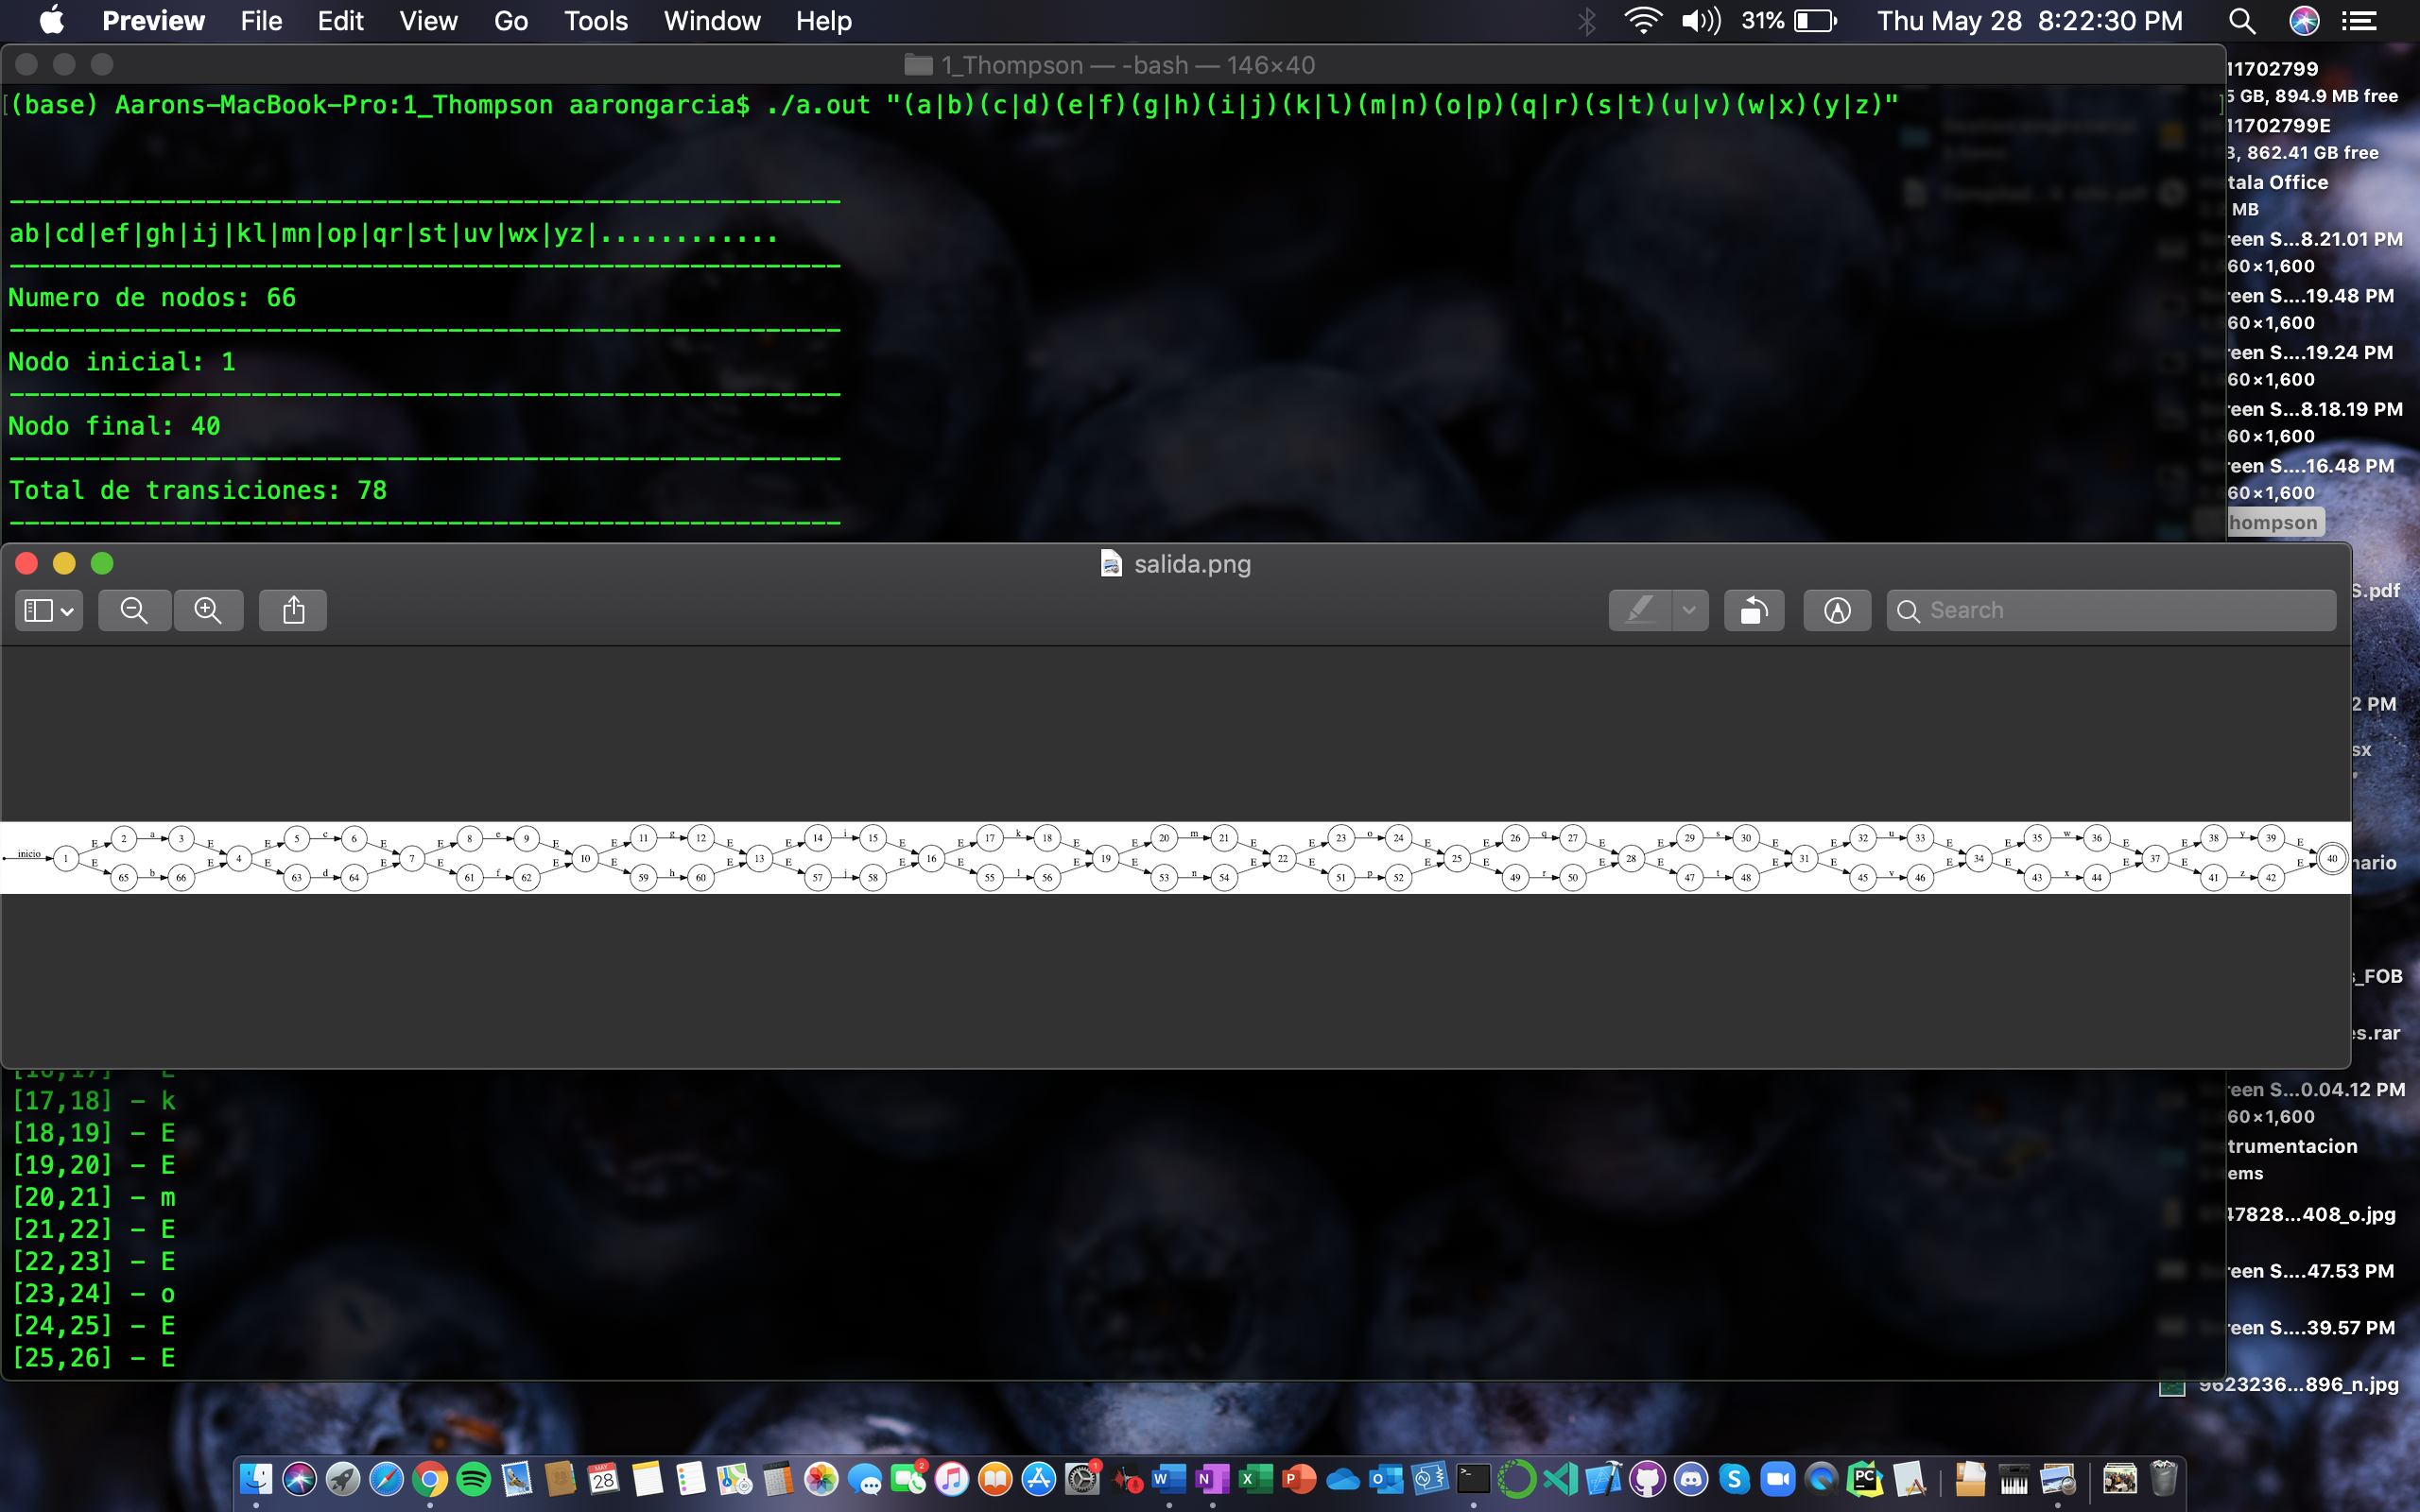 Preview File Edit View Go Tools Window Help 31% Thu May 28 8:22:30 PM
1_Thompson — -bash — 146×40
(base) Aarons-MacBook-Pro:1_Thompson aarongarcia$ ./a.out "(a|b)(c|d)(e|f)(g|h)(i|j)(k|l)(m|n)(o|p)(q|r)(s|t)(u|v)(w|x)(y|z)"
ab|cd|ef|gh|ij|kl|mn|op|qr|st|uv|wx|yz|............
Numero de nodos: 66
Nodo inicial: 1
Nodo final: 40
Total de transiciones: 78
11702799
5 GB, 894.9 MB free
11702799E
, 862.41 GB free
tala Office
MB
reen S...8.21.01 PM
60×1,600
reen S....19.48 PM
60×1,600
reen S....19.24 PM
60×1,600
reen S...8.18.19 PM
60×1,600
reen S....16.48 PM
60×1,600
hompson
salida.png
Search
S.pdf
2 PM
sx
2 a 3 5 c 6 8 e 9 11 g 12 14 i 15 17 k 18 20 m 21 23 o 24 26 q 27 29 s 30 32 u 33 35 w 36 38 y 39
E E E E E E E E E E E E E E E E E E E E E E E E E E
inicio 1 4 7 10 13 16 19 22 25 28 31 34 37 40
E E E E E E E E E E E E E E E E E E E E E E E E E E
65 b 66 63 d 64 61 f 62 59 h 60 57 j 58 55 l 56 53 n 54 51 p 52 49 r 50 47 t 48 45 v 46 43 x 44 41 z 42
nario
_FOB
es.rar
[16,17] - E
[17,18] - k
[18,19] - E
[19,20] - E
[20,21] - m
[21,22] - E
[22,23] - E
[23,24] - o
[24,25] - E
[25,26] - E
reen S...0.04.12 PM
60×1,600
trumentacion
ems
47828...408_o.jpg
reen S....47.53 PM
reen S....39.57 PM
9623236...896_n.jpg
MAY
28
2
1
W N X P O S PC